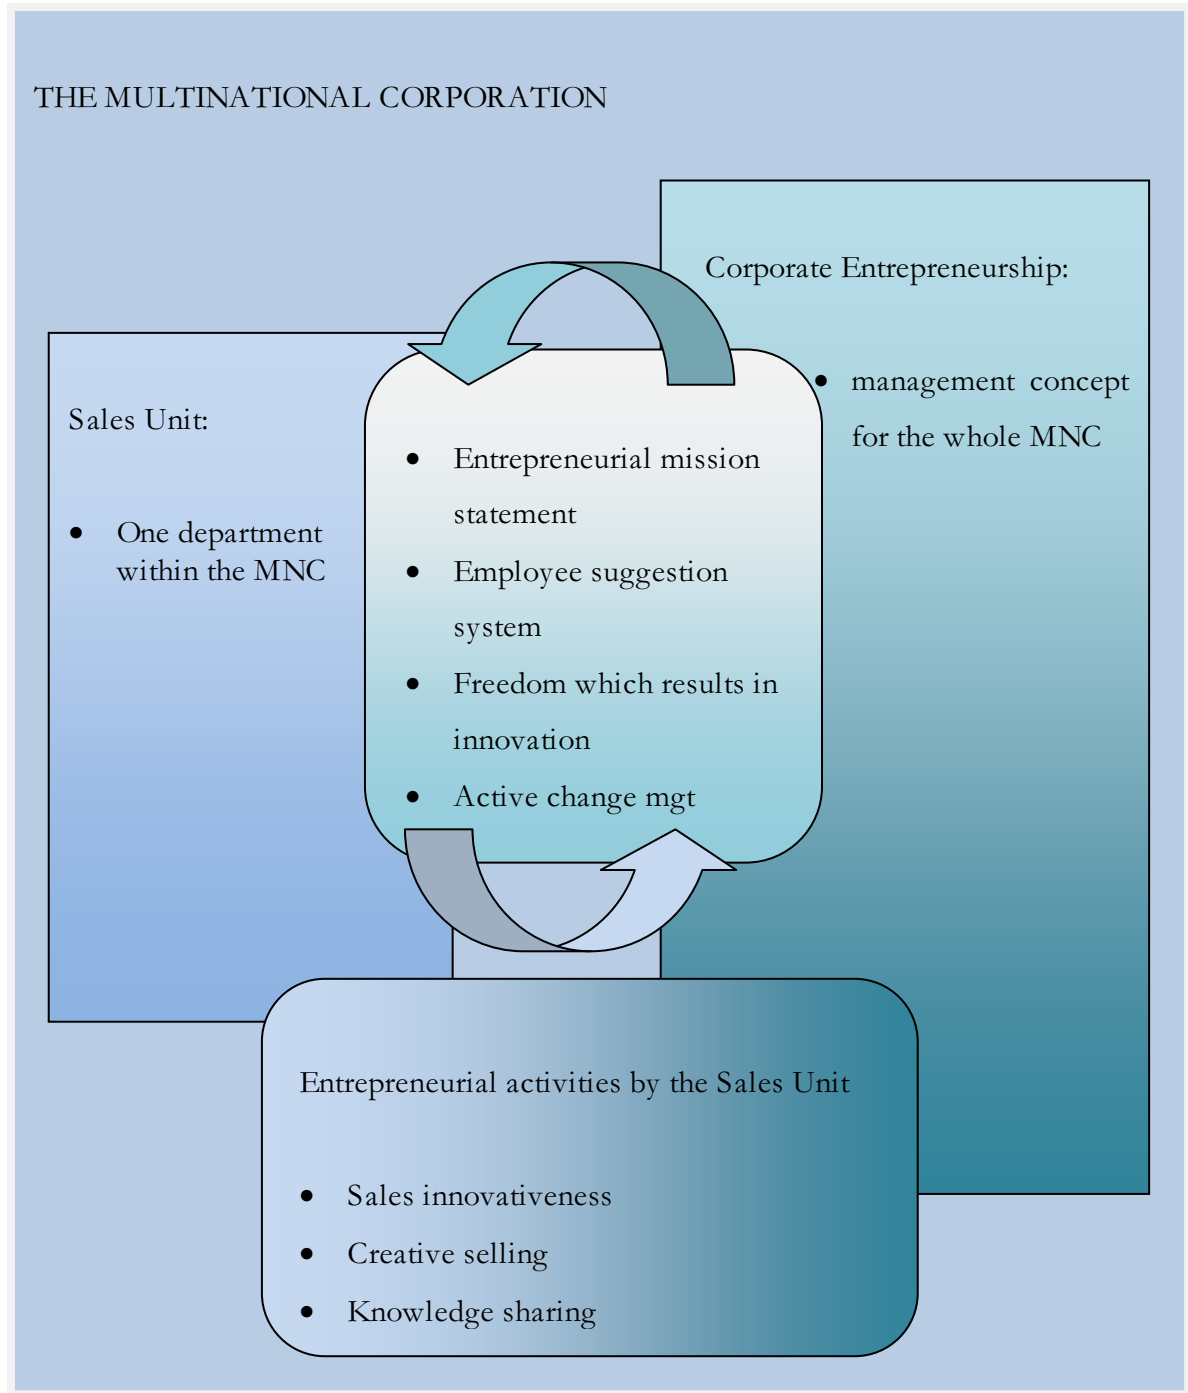 THE MULTINATIONAL CORPORATION
Corporate Entrepreneurship:
• management concept
for the whole MNC
Sales Unit:
• One department
within the MNC
• Entrepreneurial mission
statement
• Employee suggestion
system
• Freedom which results in
innovation
• Active change mgt
Entrepreneurial activities by the Sales Unit
• Sales innovativeness
• Creative selling
• Knowledge sharing